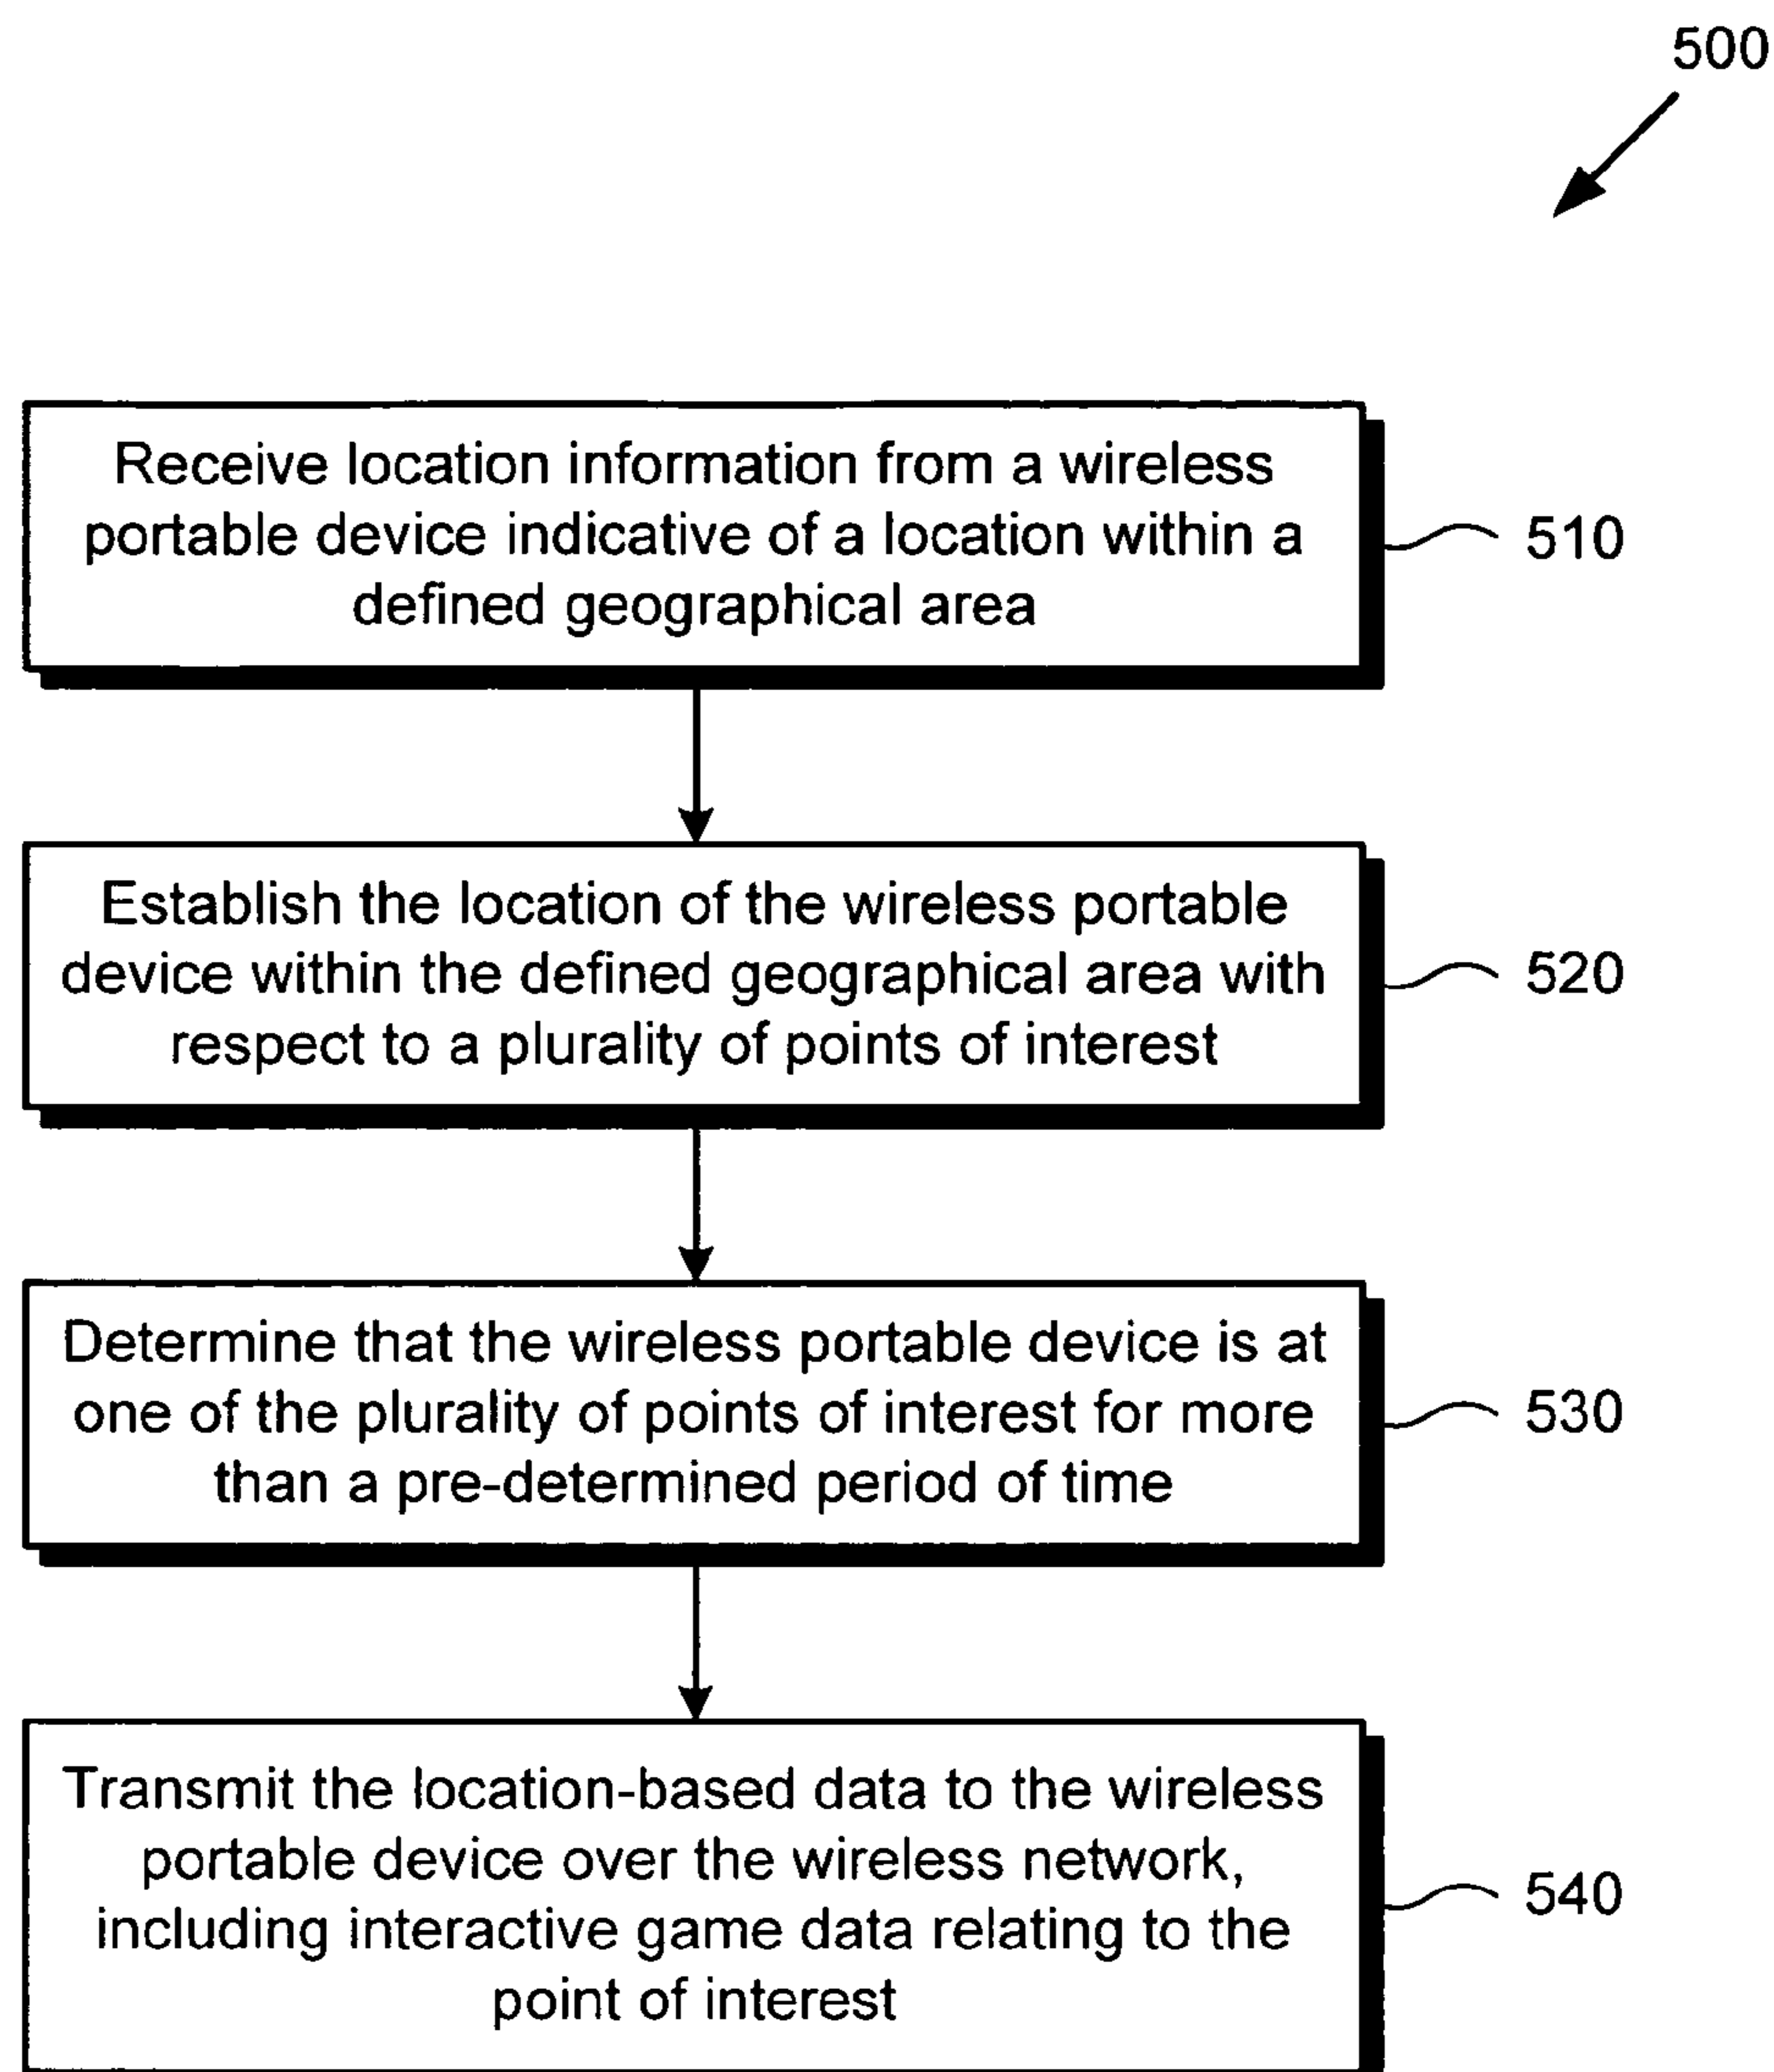 500
Receive location information from a wireless
portable device indicative of a location within a
defined geographical area
510
Establish the location of the wireless portable
device within the defined geographical area with
respect to a plurality of points of interest
520
Determine that the wireless portable device is at
one of the plurality of points of interest for more
than a pre-determined period of time
530
Transmit the location-based data to the wireless
portable device over the wireless network,
including interactive game data relating to the
point of interest
540